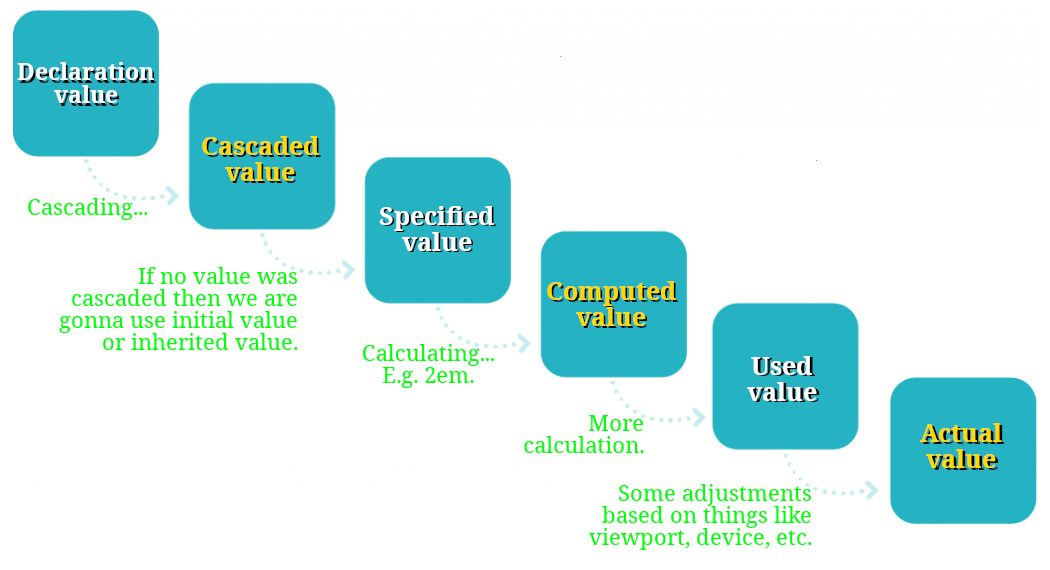 Declaration
value
Cascading...
Cascaded
value
If no value was
cascaded then we are
gonna use initial value
or inherited value.
Specified
value
Calculating...
E.g. 2em.
Computed
value
More
calculation.
Used
value
Some adjustments
based on things like
viewport, device, etc.
Actual
value